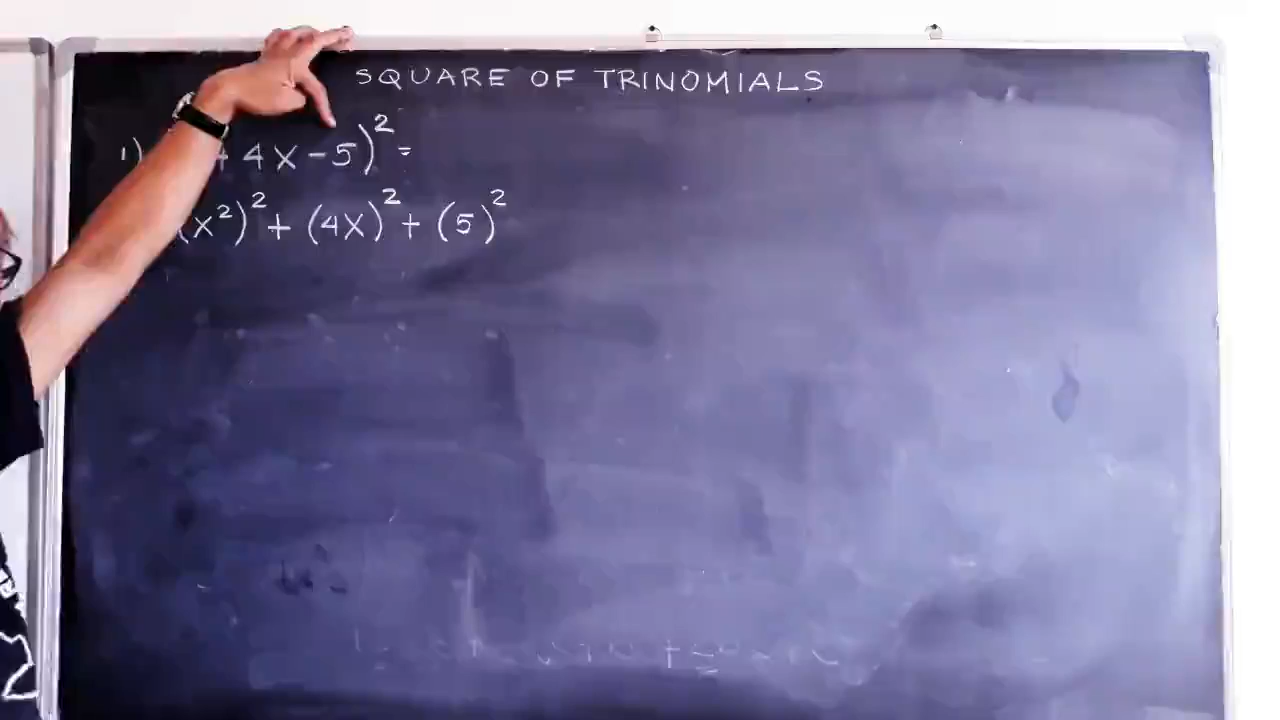 SQUARE OF TRINOMIALS
1) + 4X - 5)² =
(X²)² + (4X)² + (5)²